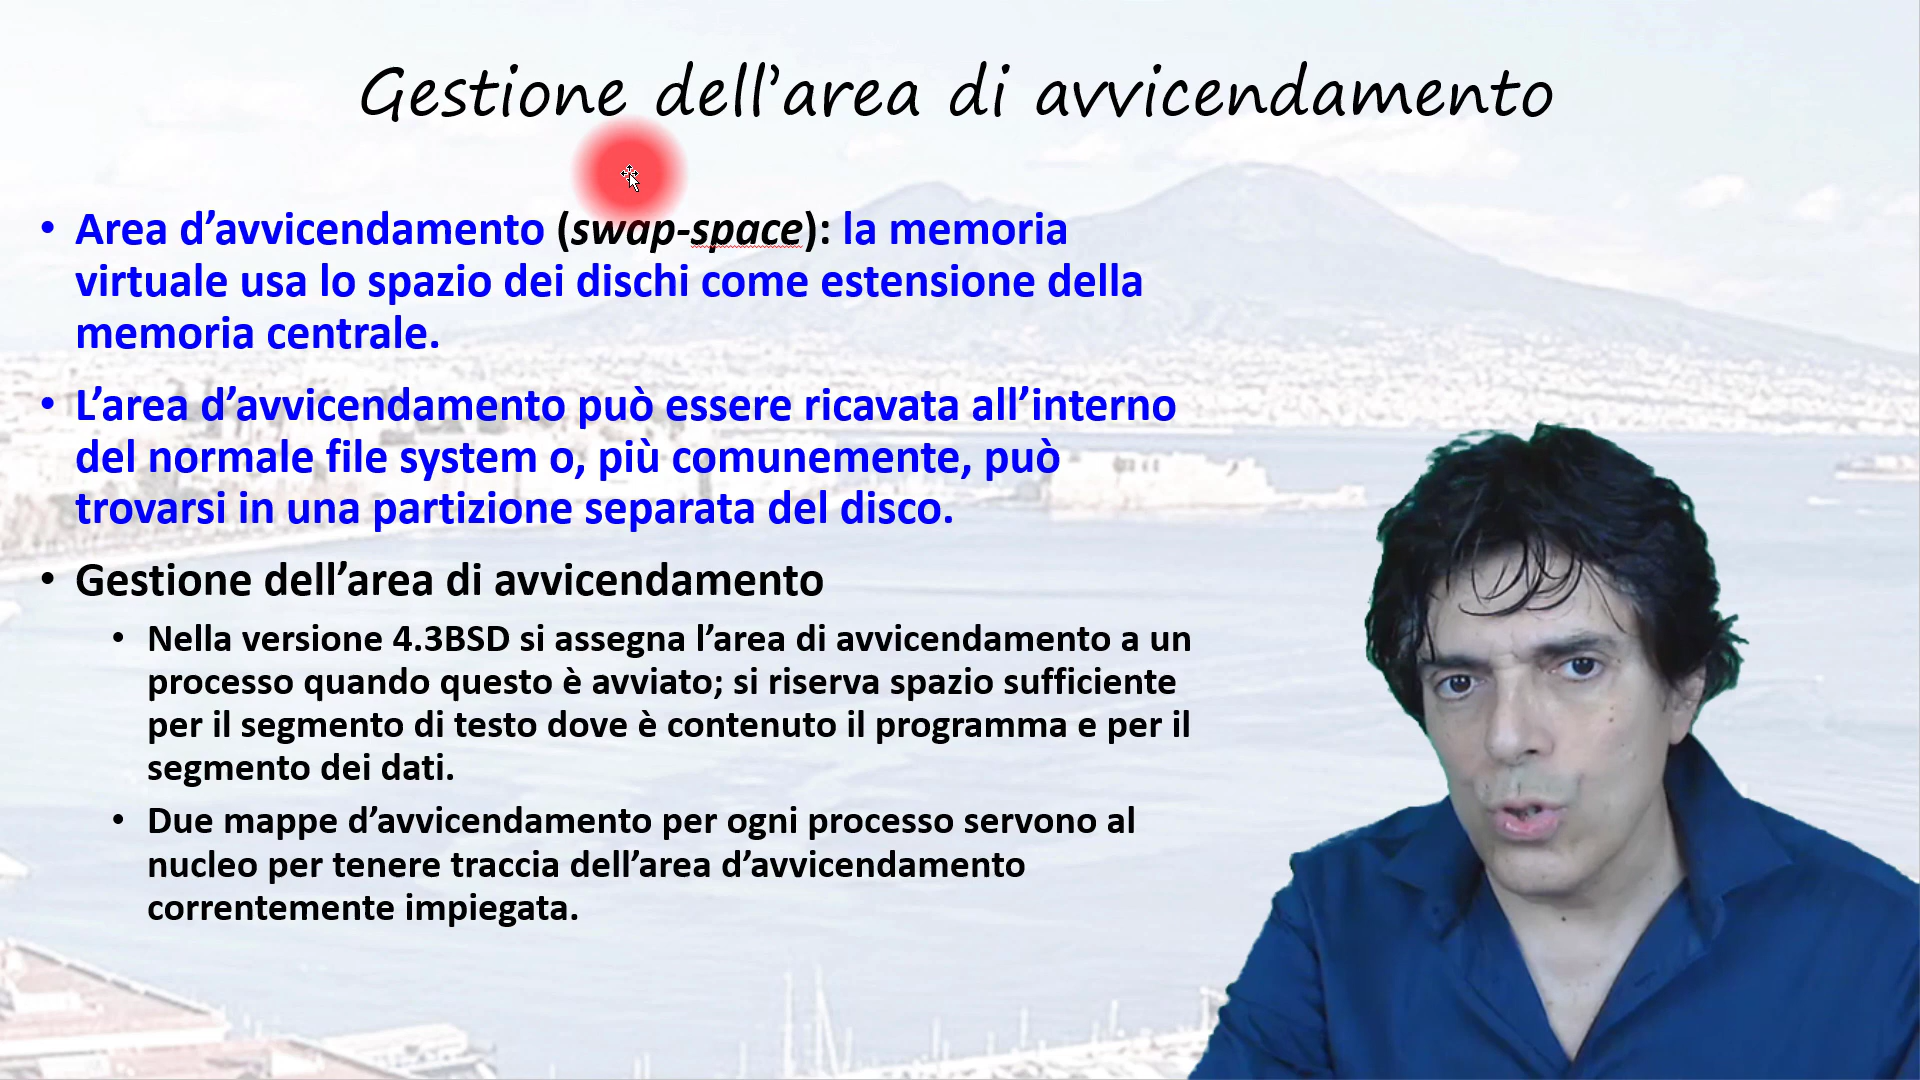 Gestione dell’area di avvicendamento
• Area d’avvicendamento (swap-space): la memoria
virtuale usa lo spazio dei dischi come estensione della
memoria centrale.
• L’area d’avvicendamento può essere ricavata all’interno
del normale file system o, più comunemente, può
trovarsi in una partizione separata del disco.
• Gestione dell’area di avvicendamento
• Nella versione 4.3BSD si assegna l’area di avvicendamento a un
processo quando questo è avviato; si riserva spazio sufficiente
per il segmento di testo dove è contenuto il programma e per il
segmento dei dati.
• Due mappe d’avvicendamento per ogni processo servono al
nucleo per tenere traccia dell’area d’avvicendamento
correntemente impiegata.